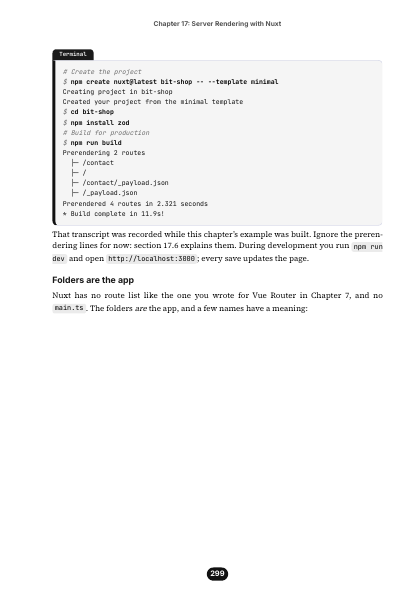 Chapter 17: Server Rendering with Nuxt
Terminal
# Create the project
$ npm create nuxt@latest bit-shop -- --template minimal
Creating project in bit-shop
Created your project from the minimal template
$ cd bit-shop
$ npm install zod
# Build for production
$ npm run build
Prerendering 2 routes
├─ /contact
├─ /
├─ /contact/_payload.json
├─ /_payload.json
Prerendered 4 routes in 2.321 seconds
★ Build complete in 11.9s!
That transcript was recorded while this chapter's example was built. Ignore the preren-
dering lines for now: section 17.6 explains them. During development you run npm run
dev and open http://localhost:3000; every save updates the page.
Folders are the app
Nuxt has no route list like the one you wrote for Vue Router in Chapter 7, and no
main.ts. The folders are the app, and a few names have a meaning:
299